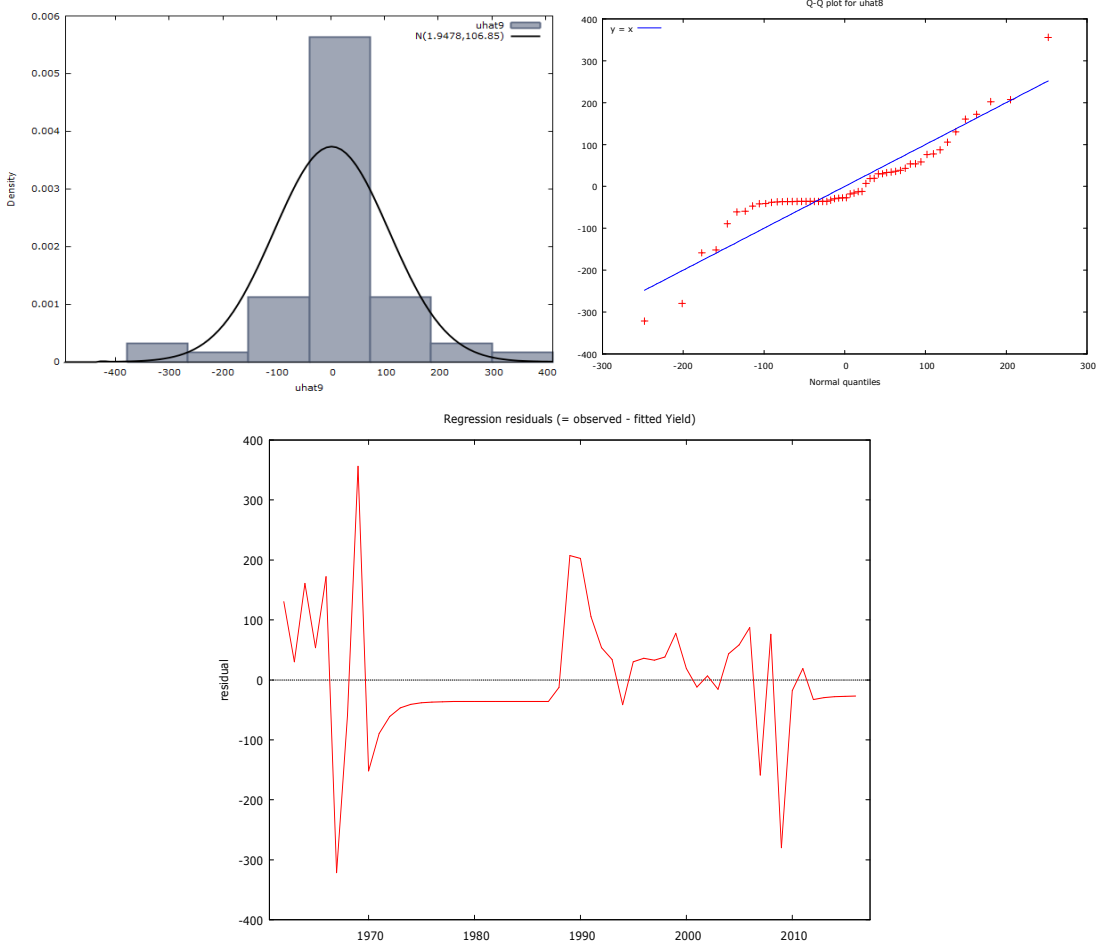 0.006
0.005
0.004
0.003
0.002
0.001
0
Density
uhat9
N(1.9478,106.85)
-400 -300 -200 -100 0 100 200 300 400
uhat9
Q-Q plot for uhat8
y = x
400
300
200
100
0
-100
-200
-300
-400
-300 -200 -100 0 100 200 300
Normal quantiles
Regression residuals (= observed - fitted Yield)
400
300
200
100
0
-100
-200
-300
-400
residual
1970 1980 1990 2000 2010